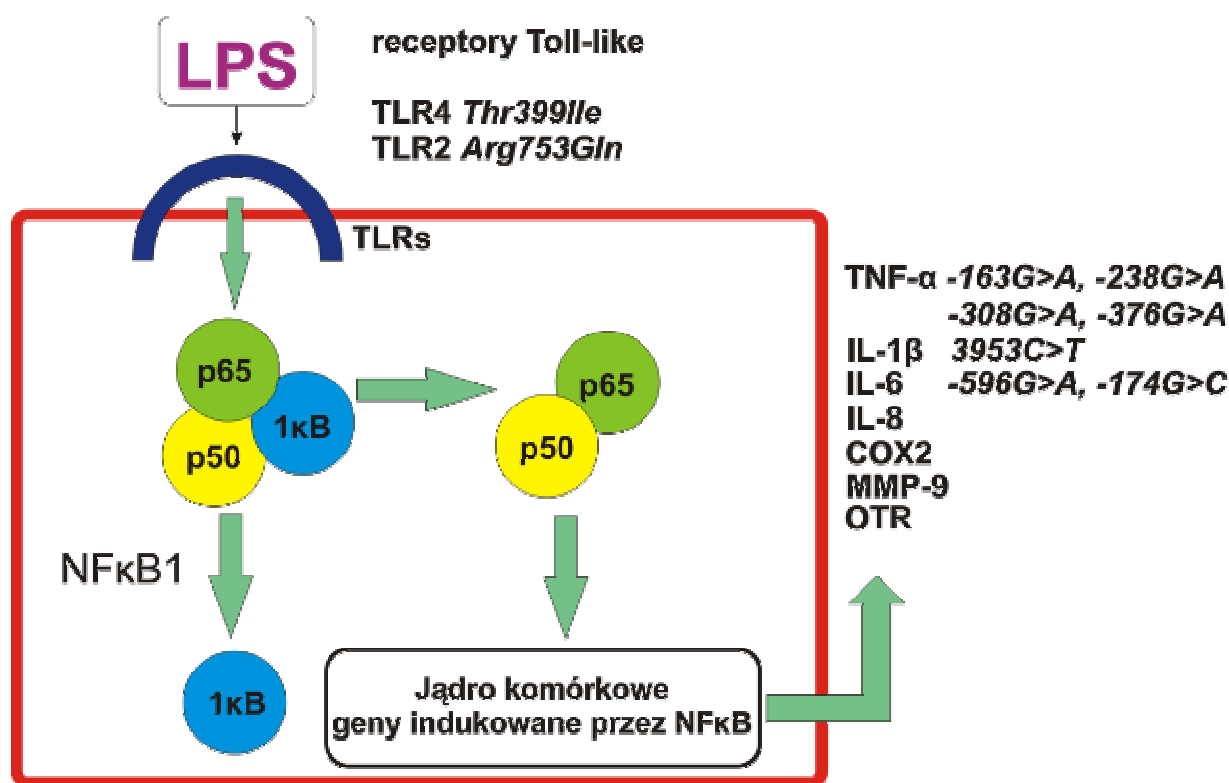 LPS
receptory Toll-like
TLR4 Thr399Ile
TLR2 Arg753Gln
TLRs
TNF-α -163G>A, -238G>A
-308G>A, -376G>A
IL-1β 3953C>T
IL-6 -596G>A, -174G>C
IL-8
COX2
MMP-9
OTR
p65
1κB
p50
p65
p50
NFκB1
1κB
Jądro komórkowe
geny indukowane przez NFκB